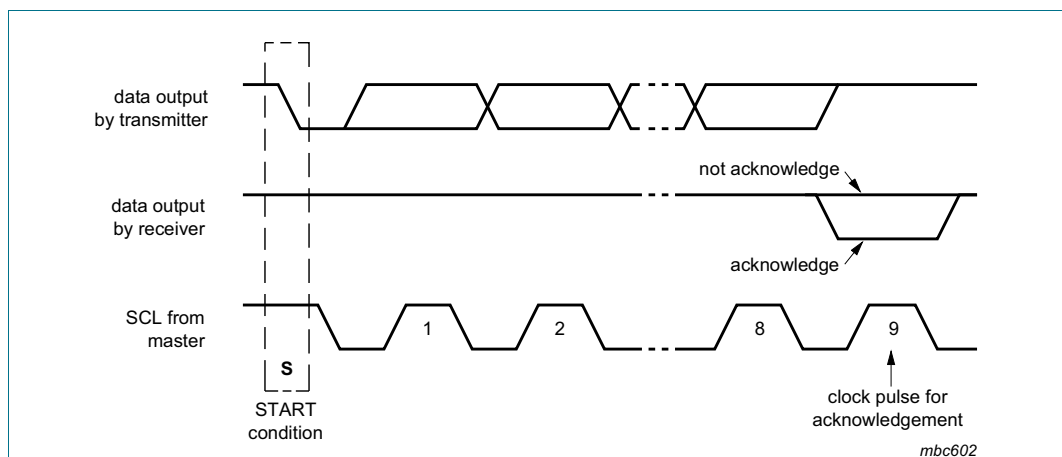 data output
by transmitter
not acknowledge
data output
by receiver
acknowledge
SCL from
master
1
2
8
9
S
START
condition
clock pulse for
acknowledgement
mbc602